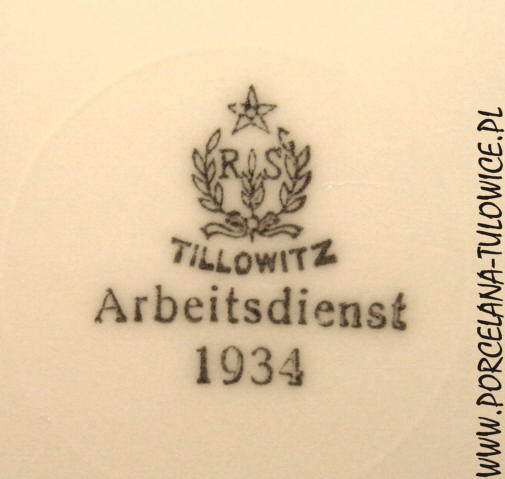 R S
TILLOWITZ
Arbeitsdienst
1934
WWW.PORCELANA-TULOWICE.PL